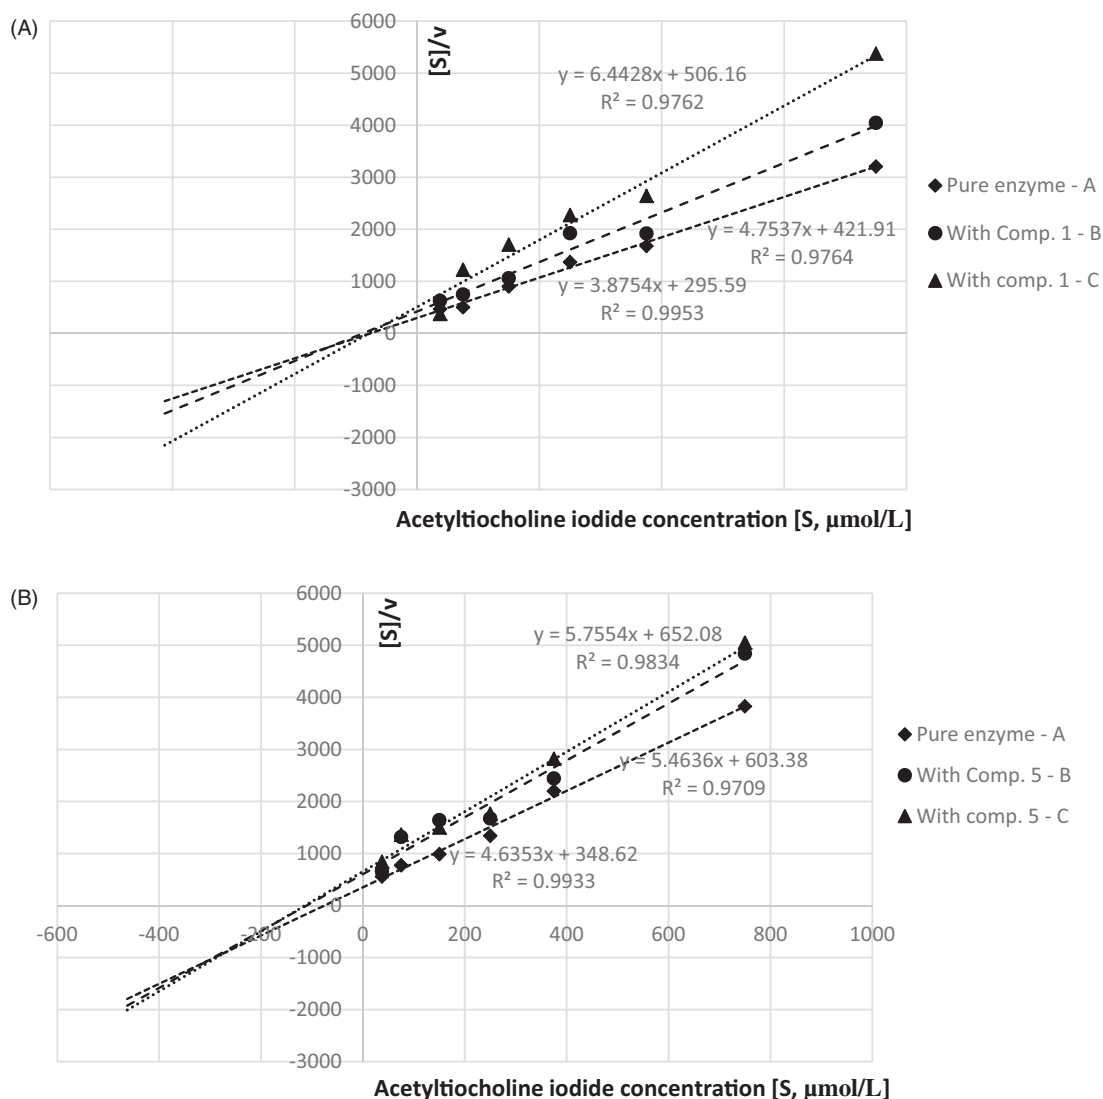 (A)
6000
5000
4000
3000
2000
1000
0
-1000
-2000
-3000
[S]/v
y = 6.4428x + 506.16
R² = 0.9762
y = 4.7537x + 421.91
R² = 0.9764
y = 3.8754x + 295.59
R² = 0.9953
Pure enzyme - A
With Comp. 1 - B
With comp. 1 - C
Acetyltiocholine iodide concentration [S, µmol/L]
(B)
6000
5000
4000
3000
2000
1000
0
-1000
-2000
-3000
[S]/v
y = 5.7554x + 652.08
R² = 0.9834
y = 5.4636x + 603.38
R² = 0.9709
y = 4.6353x + 348.62
R² = 0.9933
-600 -400 -200 0 200 400 600 800 1000
Pure enzyme - A
With Comp. 5 - B
With comp. 5 - C
Acetyltiocholine iodide concentration [S, µmol/L]